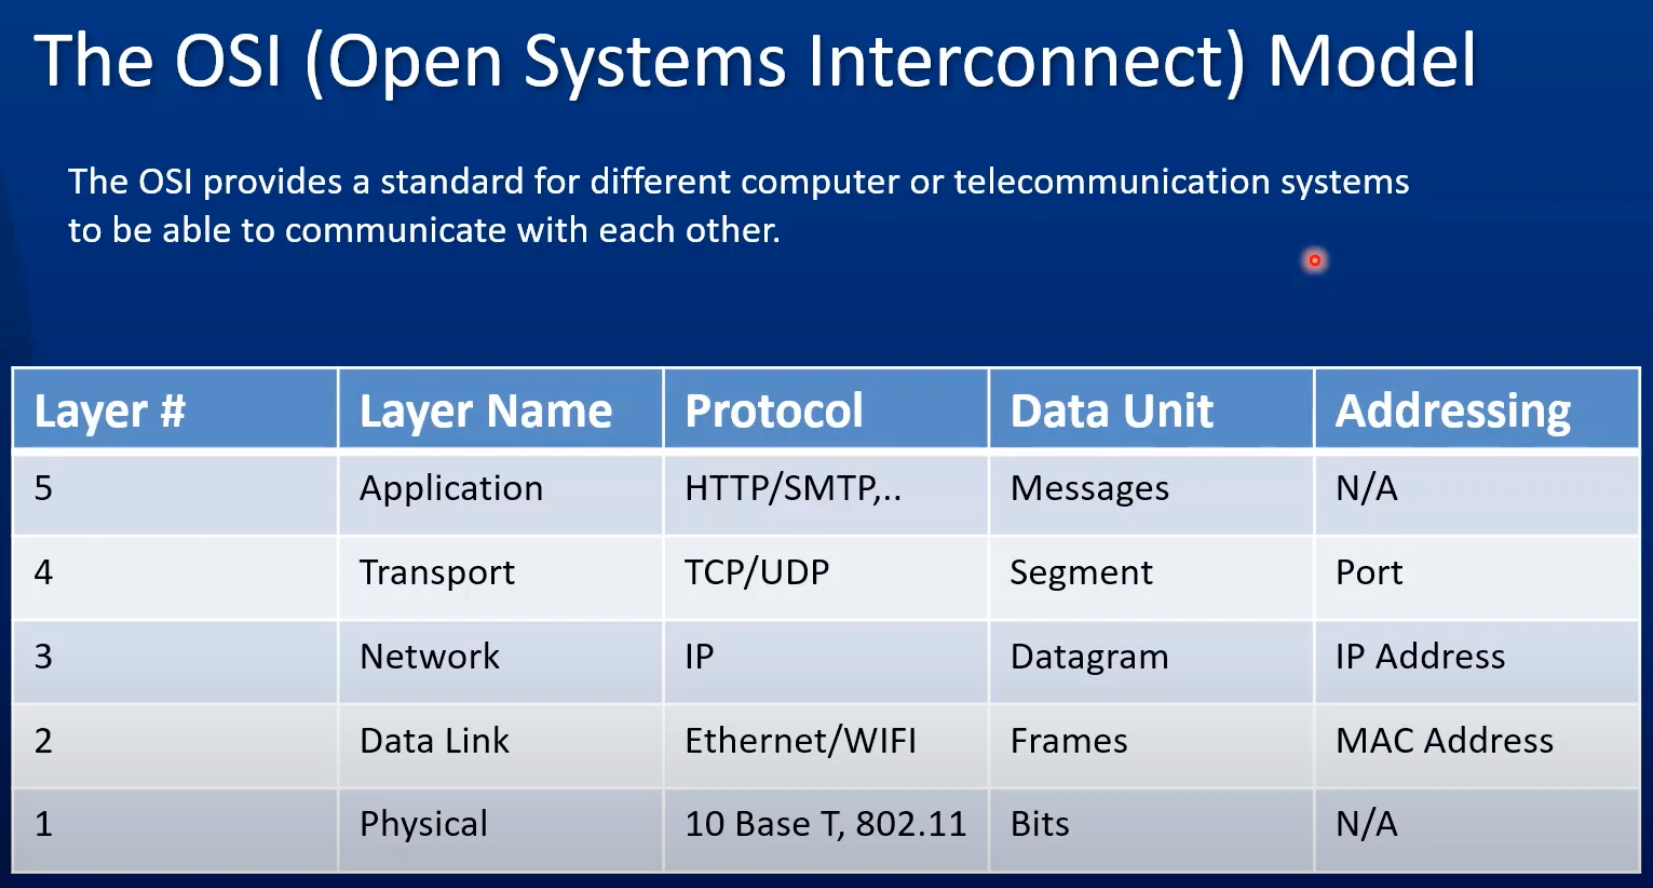 The OSI (Open Systems Interconnect) Model
The OSI provides a standard for different computer or telecommunication systems
to be able to communicate with each other.
Layer # Layer Name Protocol Data Unit Addressing
5 Application HTTP/SMTP,.. Messages N/A
4 Transport TCP/UDP Segment Port
3 Network IP Datagram IP Address
2 Data Link Ethernet/WIFI Frames MAC Address
1 Physical 10 Base T, 802.11 Bits N/A